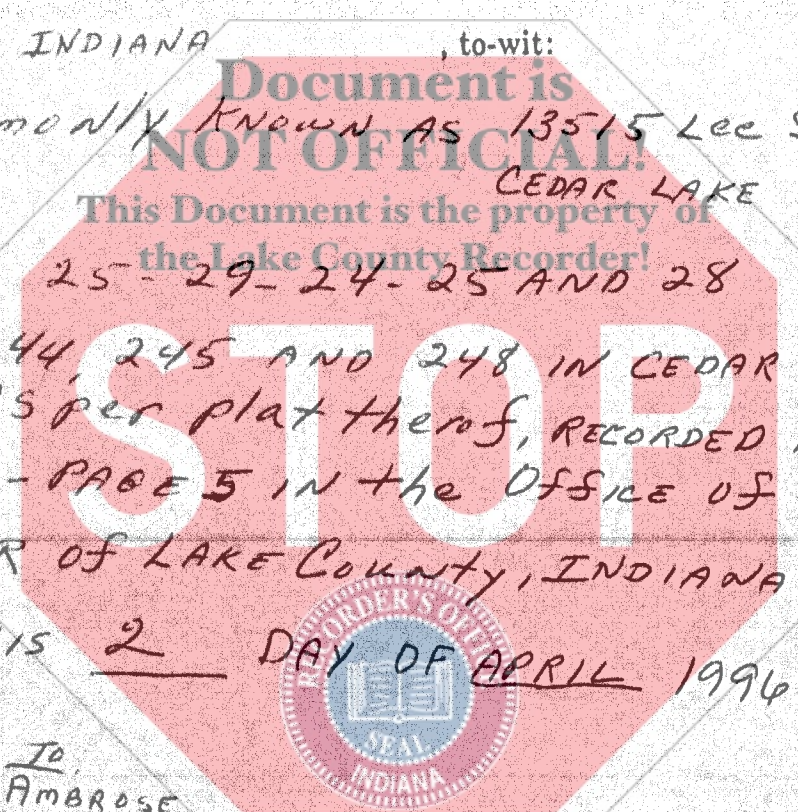 INDIANA , to-wit:
Document is
monly KNOWN AS 13515 Lee S
NOT OFFICIAL!
CEDAR LAKE
This Document is the property of
the Lake County Recorder!
25 - 29 - 24 - 25 AND 28
44, 245 AND 248 IN CEDAR
S per plat therof, RECORDED
- PAGE 5 IN the OFFICE of
STOP
R of LAKE County, INDIANA
RECORDER'S OFFICE
IS 2 DAY OF APRIL 1996
SEAL
INDIANA
To,
AMBROSE